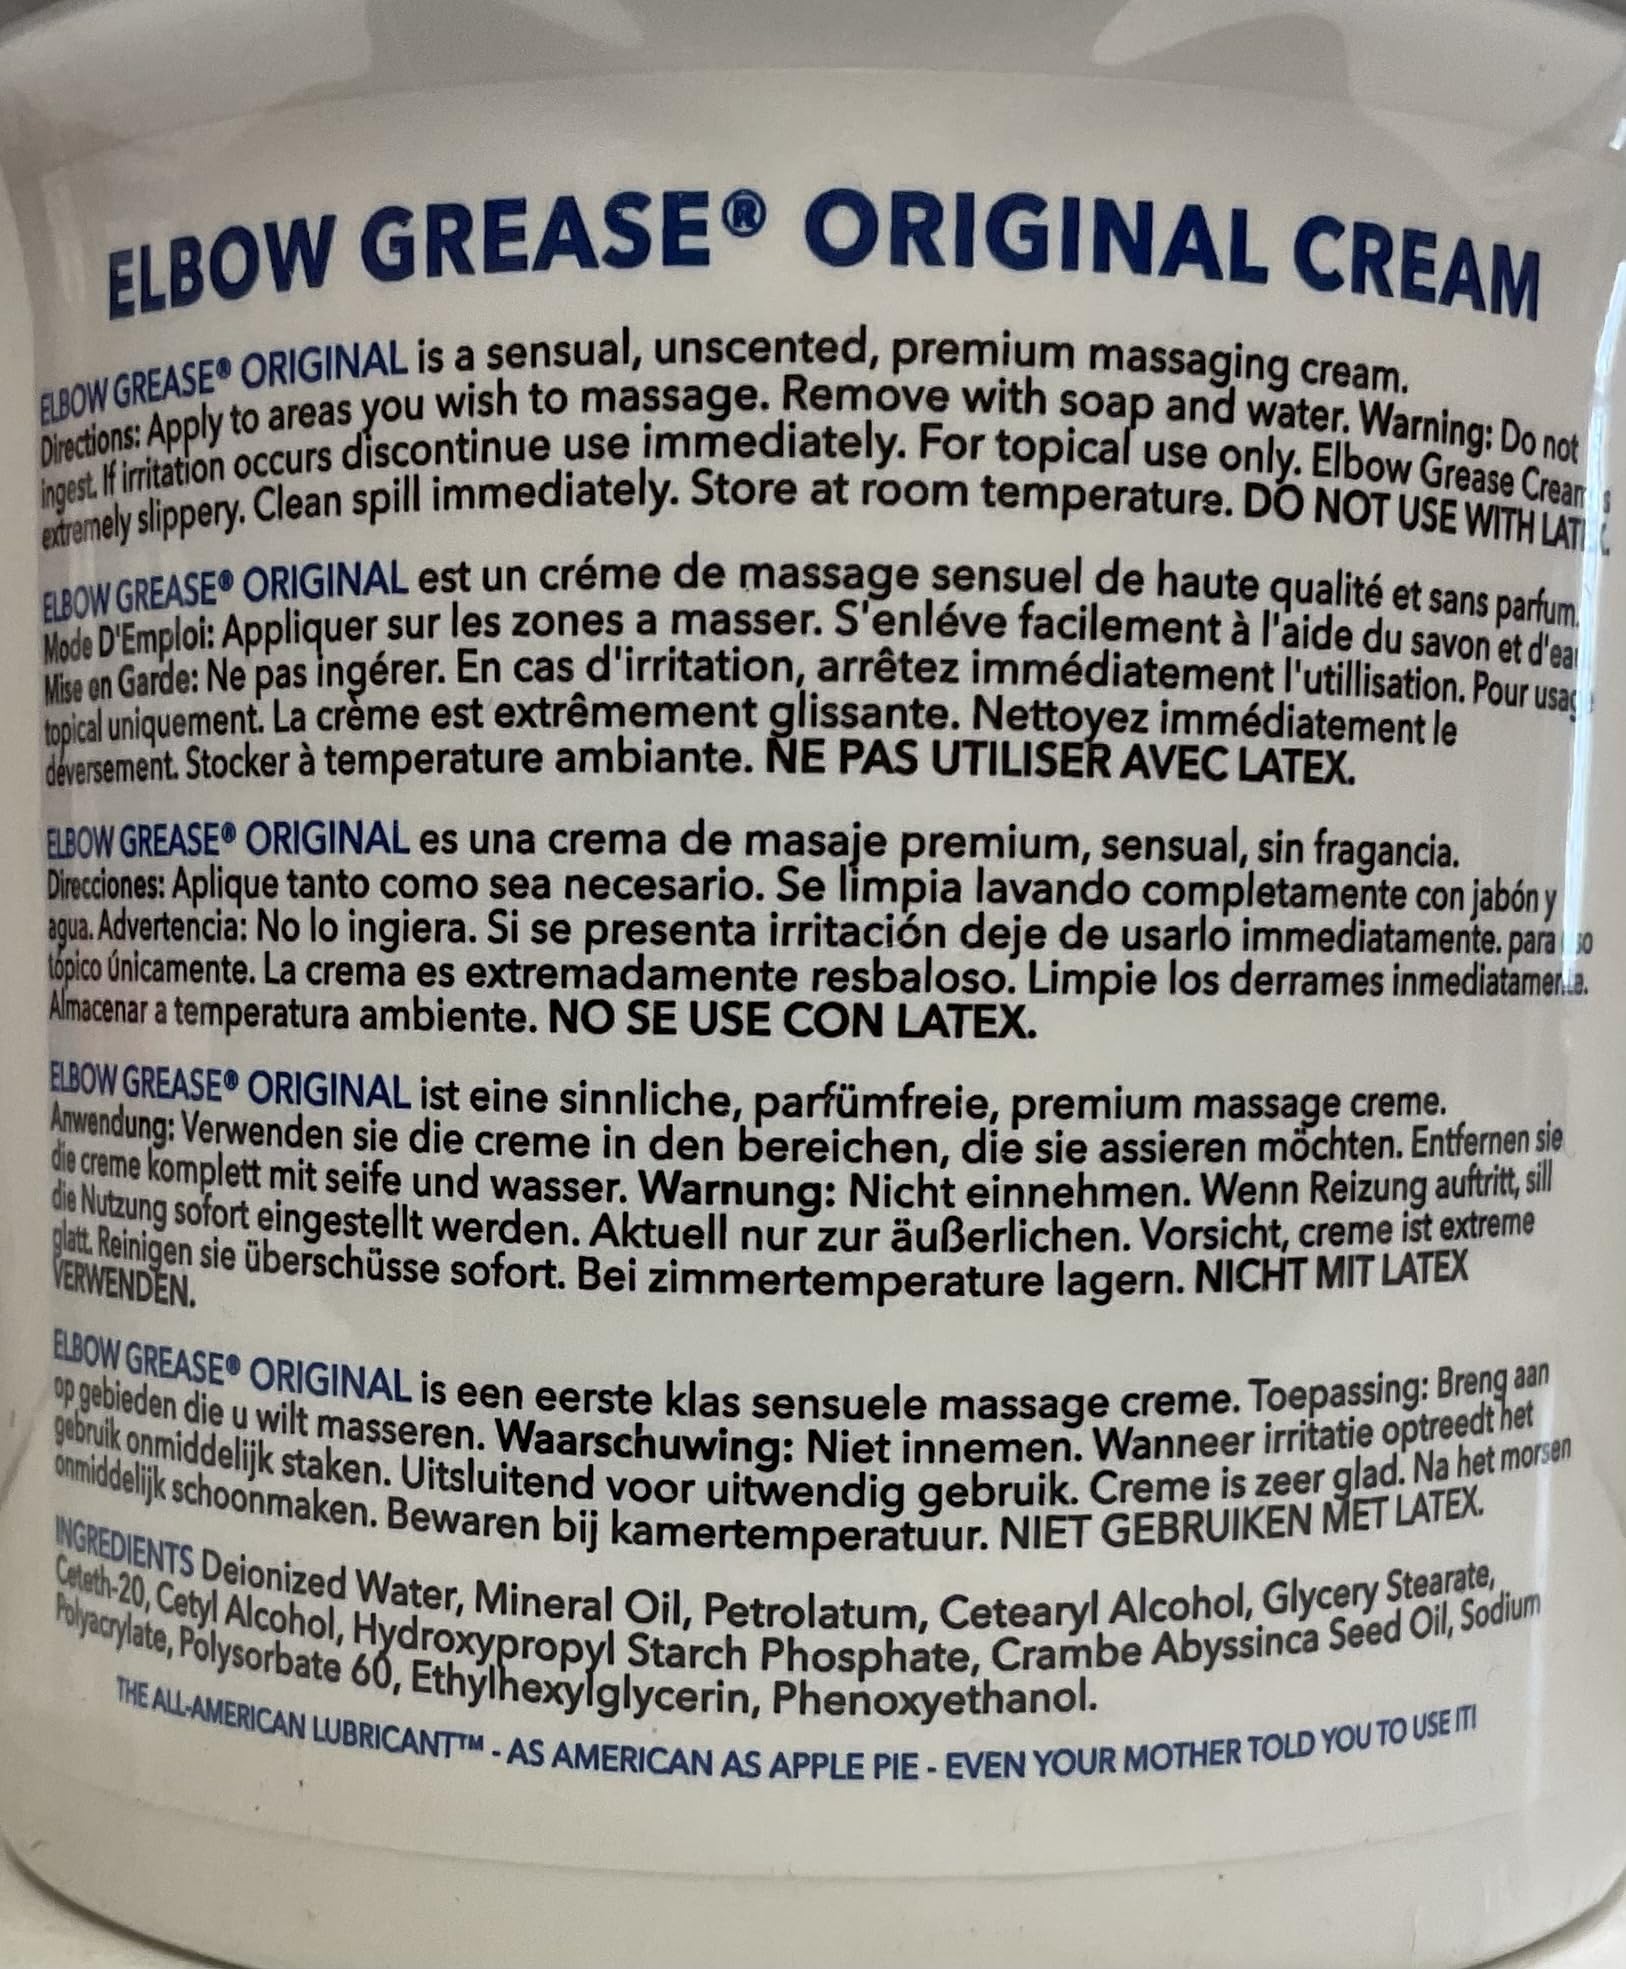 ELBOW GREASE® ORIGINAL CREAM
ELBOW GREASE® ORIGINAL is a sensual, unscented, premium massaging cream.
Directions: Apply to areas you wish to massage. Remove with soap and water. Warning: Do not
ingest. If irritation occurs discontinue use immediately. For topical use only. Elbow Grease Cream is
extremely slippery. Clean spill immediately. Store at room temperature. DO NOT USE WITH LATEX.
ELBOW GREASE® ORIGINAL est un créme de massage sensuel de haute qualité et sans parfum.
Mode D'Emploi: Appliquer sur les zones a masser. S'enléve facilement à l'aide du savon et d'eau
Mise en Garde: Ne pas ingérer. En cas d'irritation, arrêtez immédiatement l'utillisation. Pour usage
topical uniquement. La crème est extrêmement glissante. Nettoyez immédiatement le
déversement. Stocker à temperature ambiante. NE PAS UTILISER AVEC LATEX.
ELBOW GREASE® ORIGINAL es una crema de masaje premium, sensual, sin fragancia.
Direcciones: Aplique tanto como sea necesario. Se limpia lavando completamente con jabón y
agua. Advertencia: No lo ingiera. Si se presenta irritación deje de usarlo immediatamente. para uso
tópico únicamente. La crema es extremadamente resbaloso. Limpie los derrames inmediatamente.
Almacenar a temperatura ambiente. NO SE USE CON LATEX.
ELBOW GREASE® ORIGINAL ist eine sinnliche, parfümfreie, premium massage creme.
Anwendung: Verwenden sie die creme in den bereichen, die sie assieren möchten. Entfernen sie
die creme komplett mit seife und wasser. Warnung: Nicht einnehmen. Wenn Reizung auftritt, sill
die Nutzung sofort eingestellt werden. Aktuell nur zur äußerlichen. Vorsicht, creme ist extreme
glatt. Reinigen sie überschüsse sofort. Bei zimmertemperature lagern. NICHT MIT LATEX
VERWENDEN.
ELBOW GREASE® ORIGINAL is een eerste klas sensuele massage creme. Toepassing: Breng aan
op gebieden die u wilt masseren. Waarschuwing: Niet innemen. Wanneer irritatie optreedt het
gebruik onmiddelijk staken. Uitsluitend voor uitwendig gebruik. Creme is zeer glad. Na het morsen
onmiddelijk schoonmaken. Bewaren bij kamertemperatuur. NIET GEBRUIKEN MET LATEX.
INGREDIENTS Deionized Water, Mineral Oil, Petrolatum, Cetearyl Alcohol, Glycery Stearate,
Ceteth-20, Cetyl Alcohol, Hydroxypropyl Starch Phosphate, Crambe Abyssinca Seed Oil, Sodium
Polyacrylate, Polysorbate 60, Ethylhexylglycerin, Phenoxyethanol.
THE ALL-AMERICAN LUBRICANT™ - AS AMERICAN AS APPLE PIE - EVEN YOUR MOTHER TOLD YOU TO USE IT!